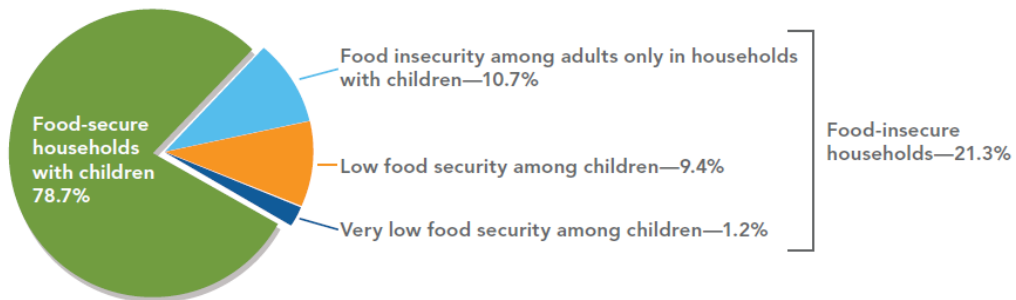 Food-secure
households
with children
78.7%
Food insecurity among adults only in households
with children—10.7%
Low food security among children—9.4%
Very low food security among children—1.2%
Food-insecure
households—21.3%